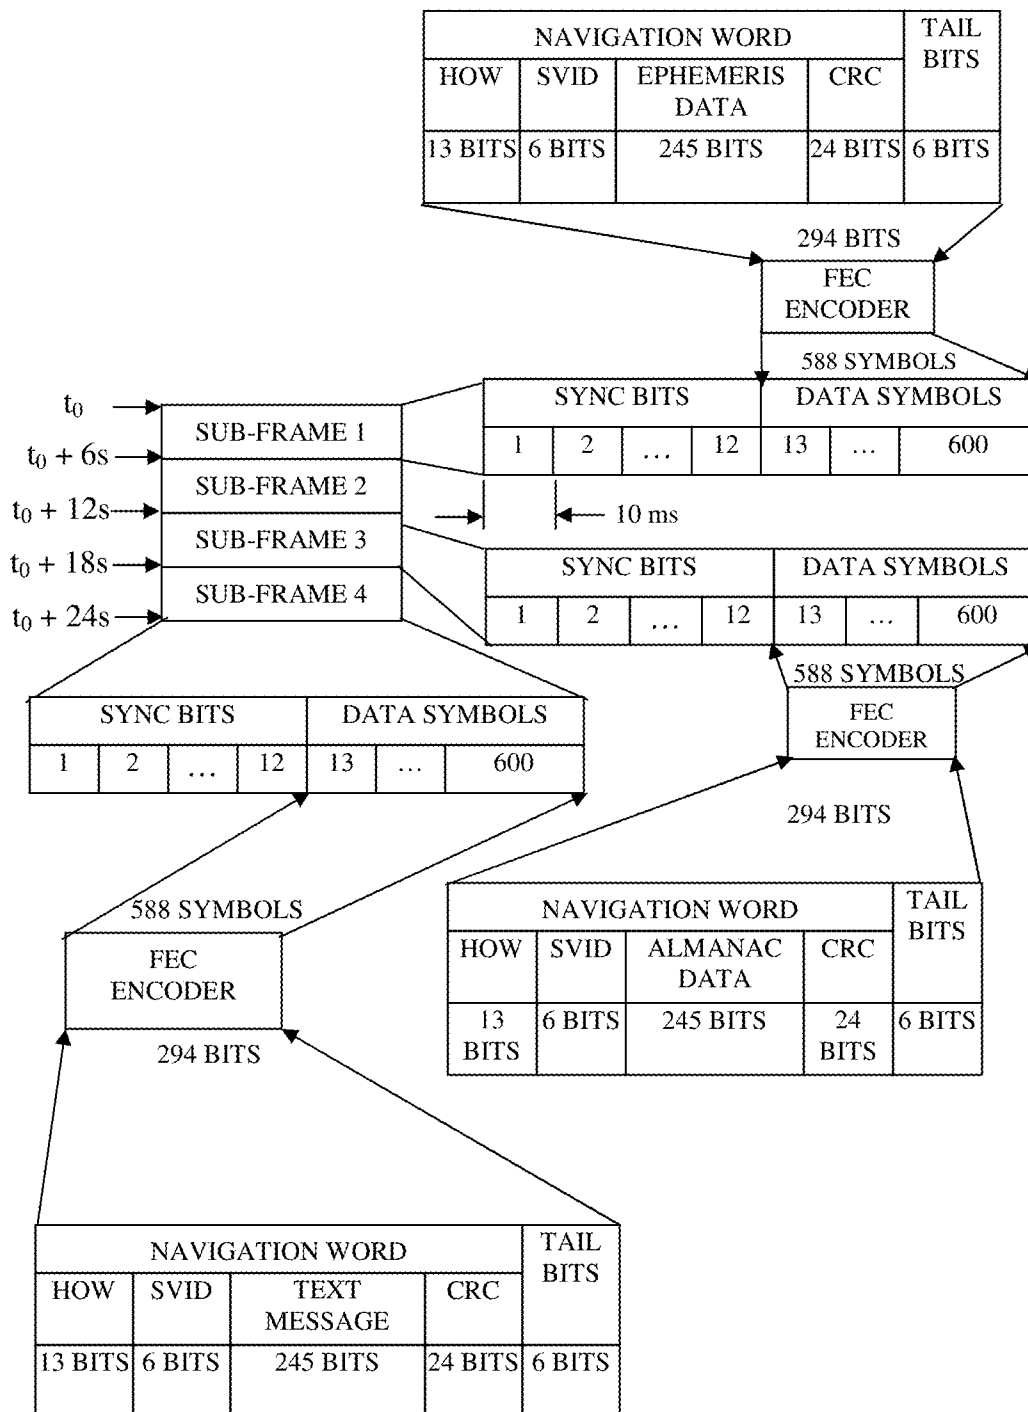 NAVIGATION WORD
TAIL
BITS
HOW SVID EPHEMERIS CRC
DATA
13 BITS 6 BITS 245 BITS 24 BITS 6 BITS
294 BITS
FEC
ENCODER
588 SYMBOLS
SYNC BITS DATA SYMBOLS
1 2 ... 12 13 ... 600
t₀
SUB-FRAME 1
t₀ + 6s
SUB-FRAME 2
t₀ + 12s
SUB-FRAME 3
t₀ + 18s
SUB-FRAME 4
t₀ + 24s
10 ms
SYNC BITS DATA SYMBOLS
1 2 ... 12 13 ... 600
588 SYMBOLS
FEC
ENCODER
294 BITS
SYNC BITS DATA SYMBOLS
1 2 ... 12 13 ... 600
588 SYMBOLS
FEC
ENCODER
294 BITS
NAVIGATION WORD
TAIL
BITS
HOW SVID ALMANAC CRC
DATA
13
BITS
6 BITS 245 BITS
24
BITS
6 BITS
NAVIGATION WORD
TAIL
BITS
HOW SVID TEXT CRC
MESSAGE
13 BITS 6 BITS 245 BITS 24 BITS 6 BITS